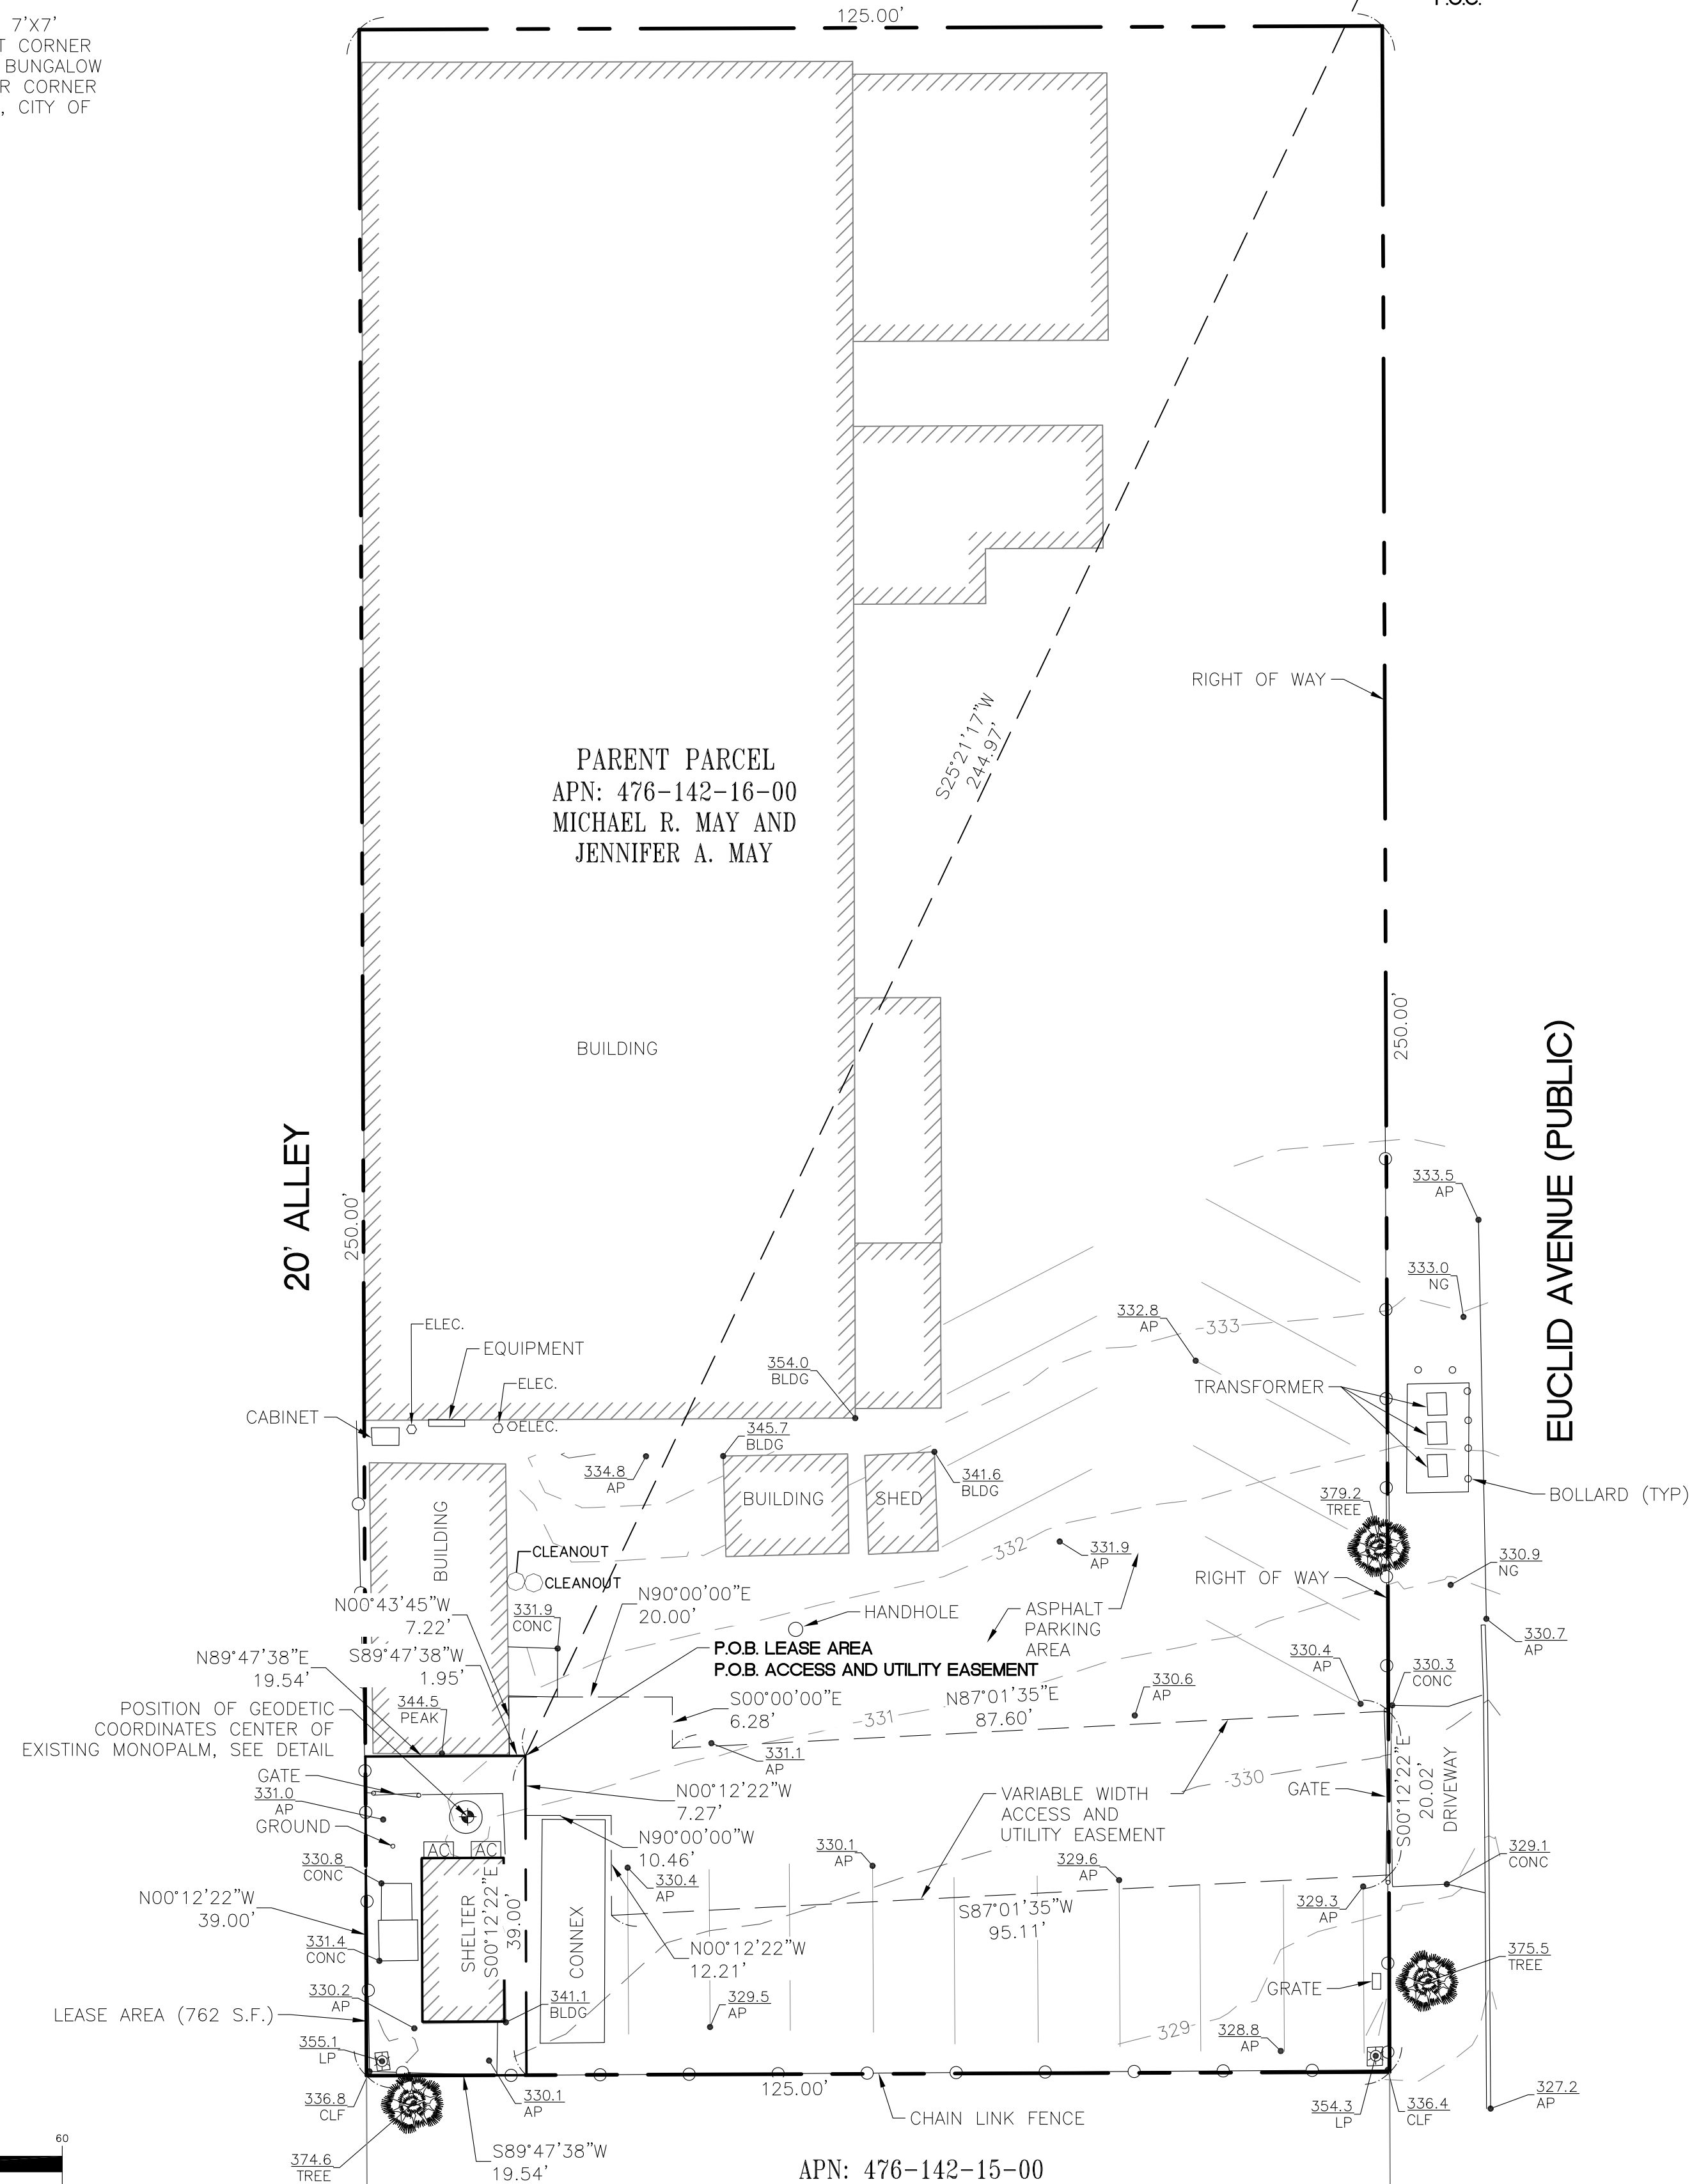 7'X7'
T CORNER
BUNGALOW
R CORNER
, CITY OF
125.00'
RIGHT OF WAY
S25°21'17"W
244.97'
PARENT PARCEL
APN: 476-142-16-00
MICHAEL R. MAY AND
JENNIFER A. MAY
BUILDING
20' ALLEY
250.00'
250.00'
EUCLID AVENUE (PUBLIC)
333.5
AP
333.0
NG
332.8
AP
-333
ELEC.
EQUIPMENT
ELEC.
ELEC.
CABINET
354.0
BLDG
345.7
BLDG
334.8
AP
341.6
BLDG
BUILDING
SHED
TRANSFORMER
BOLLARD (TYP)
379.2
TREE
BUILDING
CLEANOUT
CLEANOUT
-332
331.9
AP
330.9
NG
N00°43'45"W
7.22'
331.9
CONC
N90°00'00"E
20.00'
HANDHOLE
ASPHALT
PARKING
AREA
RIGHT OF WAY
330.7
AP
N89°47'38"E
19.54'
S89°47'38"W
1.95'
P.O.B. LEASE AREA
P.O.B. ACCESS AND UTILITY EASEMENT
330.4
AP
330.3
CONC
POSITION OF GEODETIC
COORDINATES CENTER OF
EXISTING MONOPALM, SEE DETAIL
344.5
PEAK
S00°00'00"E
6.28'
-331
N87°01'35"E
87.60'
330.6
AP
331.1
AP
GATE
331.0
AP
GROUND
N00°12'22"W
7.27'
VARIABLE WIDTH
ACCESS AND
UTILITY EASEMENT
-330
GATE
S00°12'22"E
20.02'
DRIVEWAY
AC
AC
N90°00'00"W
10.46'
330.8
CONC
330.4
AP
330.1
AP
329.6
AP
329.1
CONC
N00°12'22"W
39.00'
SHELTER
S00°12'22"E
39.00'
CONNEX
S87°01'35"W
95.11'
329.3
AP
331.4
CONC
N00°12'22"W
12.21'
375.5
TREE
GRATE
330.2
AP
LEASE AREA (762 S.F.)
341.1
BLDG
329.5
AP
329-
328.8
AP
355.1
LP
336.8
CLF
330.1
AP
125.00'
CHAIN LINK FENCE
354.3
LP
336.4
CLF
327.2
AP
60
374.6
TREE
S89°47'38"W
19.54'
APN: 476-142-15-00